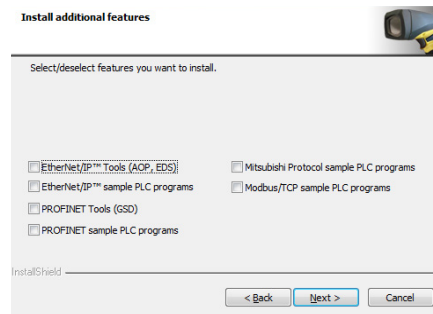 Install additional features
Select/deselect features you want to install.
EtherNet/IP™ Tools (AOP, EDS)
EtherNet/IP™ sample PLC programs
PROFINET Tools (GSD)
PROFINET sample PLC programs
Mitsubishi Protocol sample PLC programs
Modbus/TCP sample PLC programs
InstallShield
< Back
Next >
Cancel